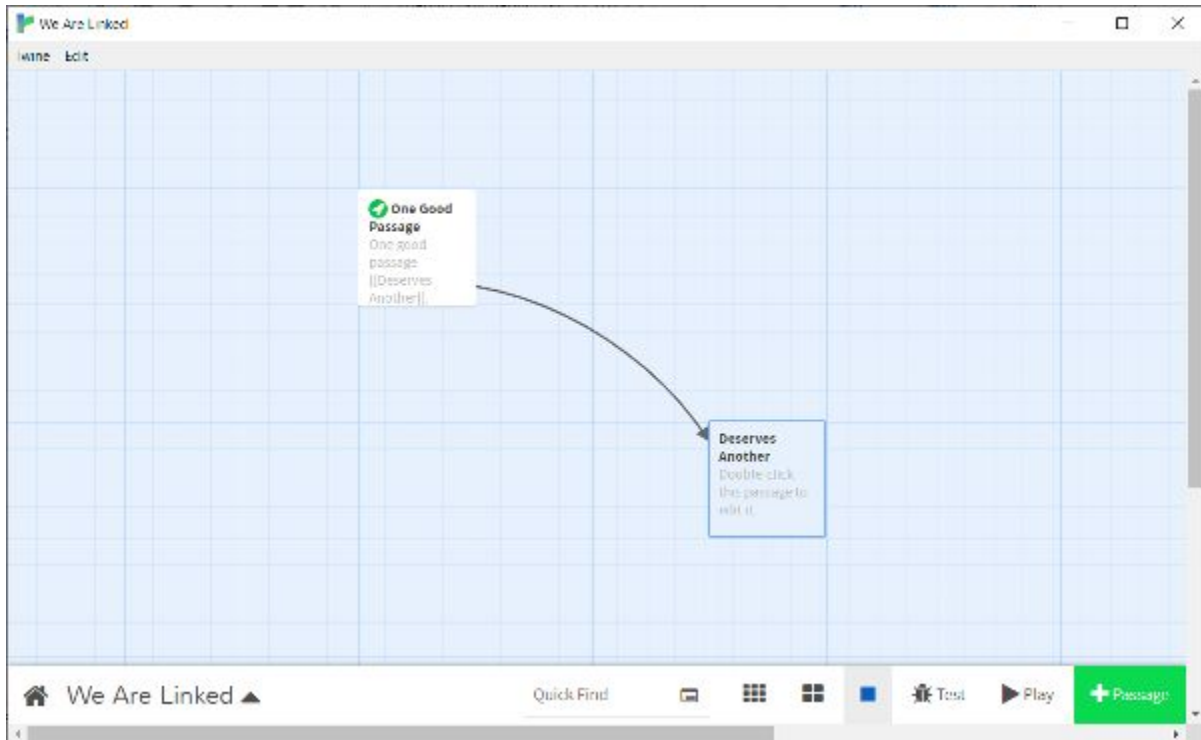 We Are Linked
Twine Edit
One Good
Passage
One good
passage
[[Deserves
Another]].
Deserves
Another
Double-click
this passage to
edit it.
We Are Linked
Quick Find
Test
Play
Passage